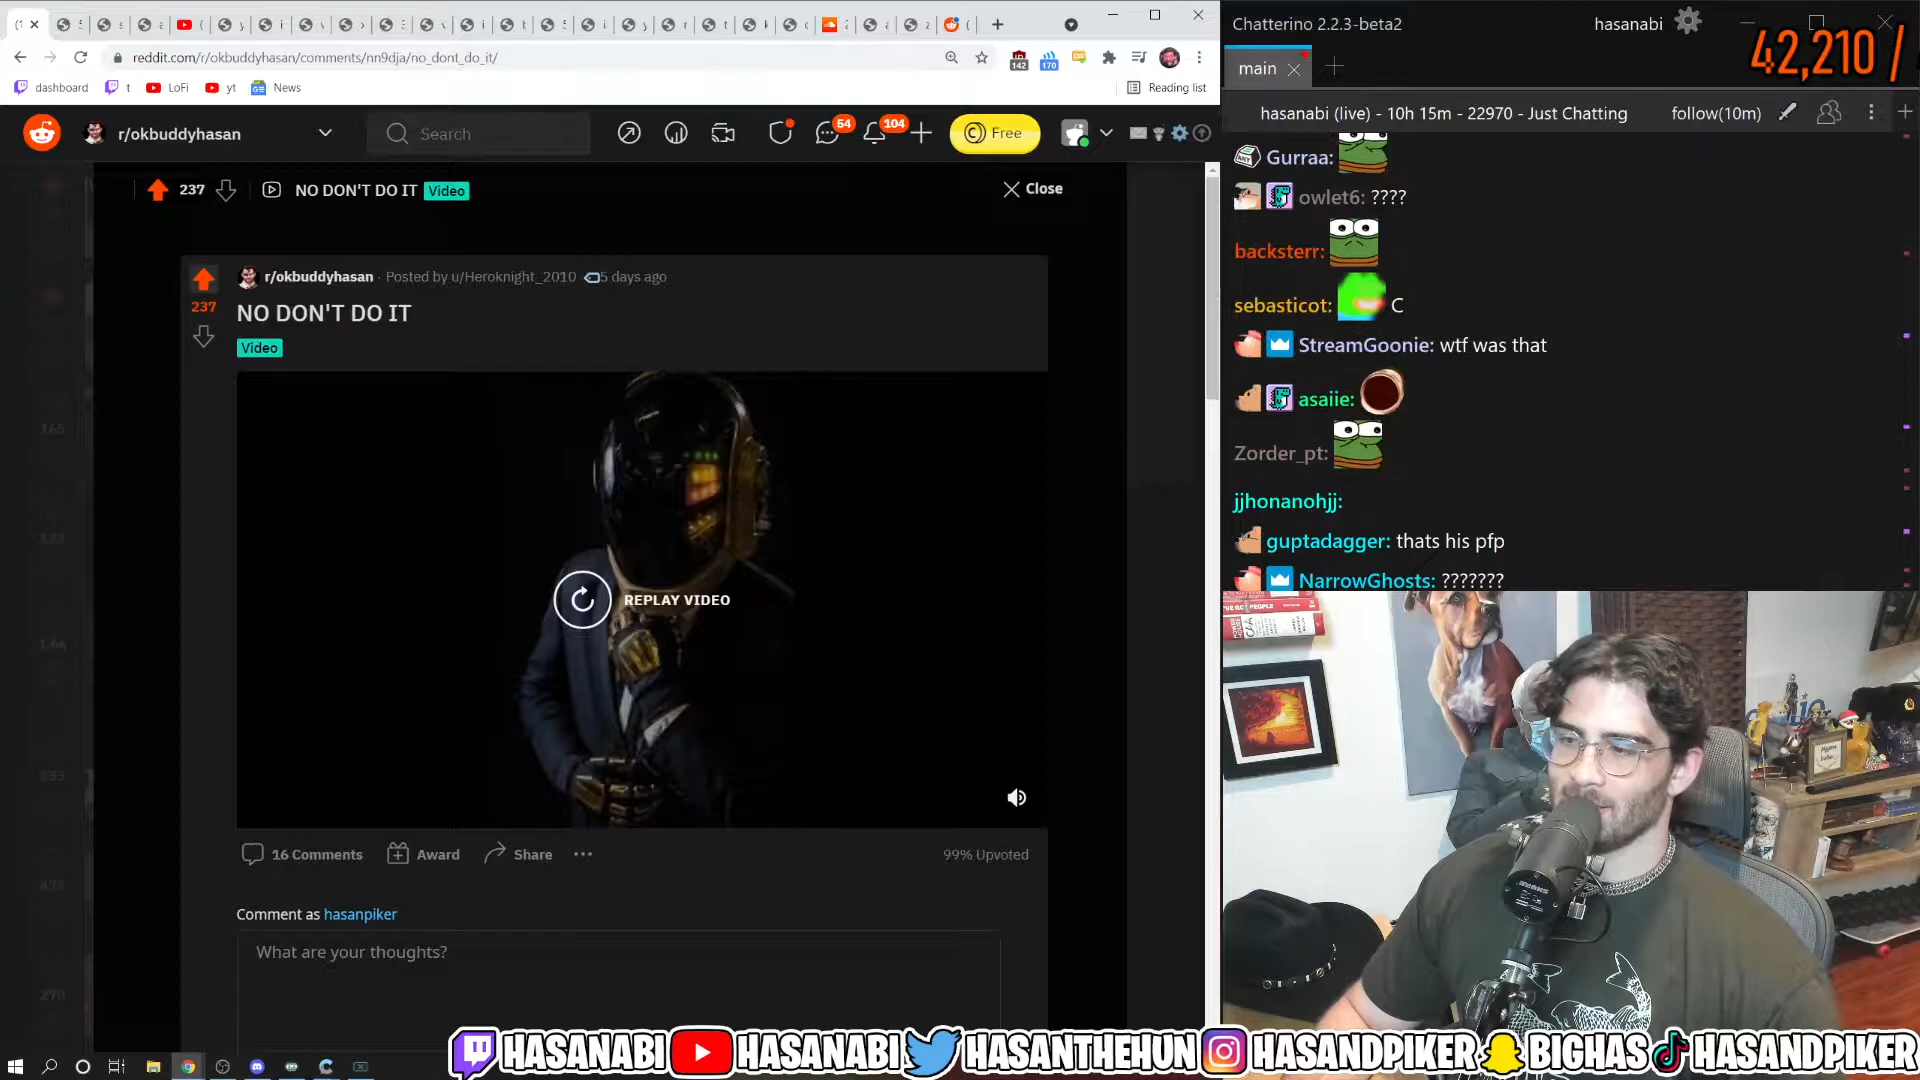 Chatterino 2.2.3-beta2
hasanabi
42,210 /
main
reddit.com/r/okbuddyhasan/comments/nn9dja/no_dont_do_it/
142
170
dashboard
t
LoFi
yt
News
Reading list
hasanabi (live) - 10h 15m - 22970 - Just Chatting
follow(10m)
r/okbuddyhasan
Search
54
104
Free
237
NO DON'T DO IT
Video
Close
r/okbuddyhasan · Posted by u/Heroknight_2010 5 days ago
237
NO DON'T DO IT
Video
REPLAY VIDEO
16 Comments
Award
Share
99% Upvoted
Comment as hasanpiker
What are your thoughts?
Gurraa:
owlet6: ????
backsterr:
sebasticot: C
StreamGoonie: wtf was that
asaiie:
Zorder_pt:
jjhonanohjj:
guptadagger: thats his pfp
NarrowGhosts: ???????
HASANABI
HASANABI
HASANTHEHUN
HASANDPIKER
BIGHAS
HASANDPIKER